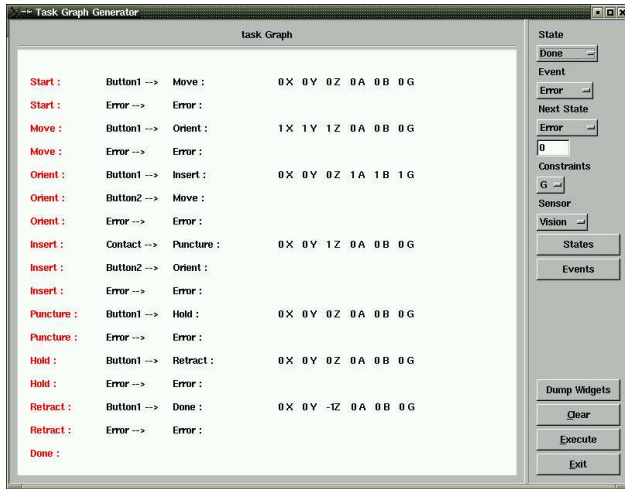 Task Graph Generator
task Graph
Start : Button1 --> Move : 0X 0Y 0Z 0A 0B 0G
Start : Error --> Error :
Move : Button1 --> Orient : 1X 1Y 1Z 0A 0B 0G
Move : Error --> Error :
Orient : Button1 --> Insert : 0X 0Y 0Z 1A 1B 1G
Orient : Button2 --> Move :
Orient : Error --> Error :
Insert : Contact --> Puncture : 0X 0Y 1Z 0A 0B 0G
Insert : Button2 --> Orient :
Insert : Error --> Error :
Puncture : Button1 --> Hold : 0X 0Y 0Z 0A 0B 0G
Puncture : Error --> Error :
Hold : Button1 --> Retract : 0X 0Y 0Z 0A 0B 0G
Hold : Error --> Error :
Retract : Button1 --> Done : 0X 0Y -1Z 0A 0B 0G
Retract : Error --> Error :
Done :
State
Done
Event
Error
Next State
Error
0
Constraints
G
Sensor
Vision
States
Events
Dump Widgets
Clear
Execute
Exit